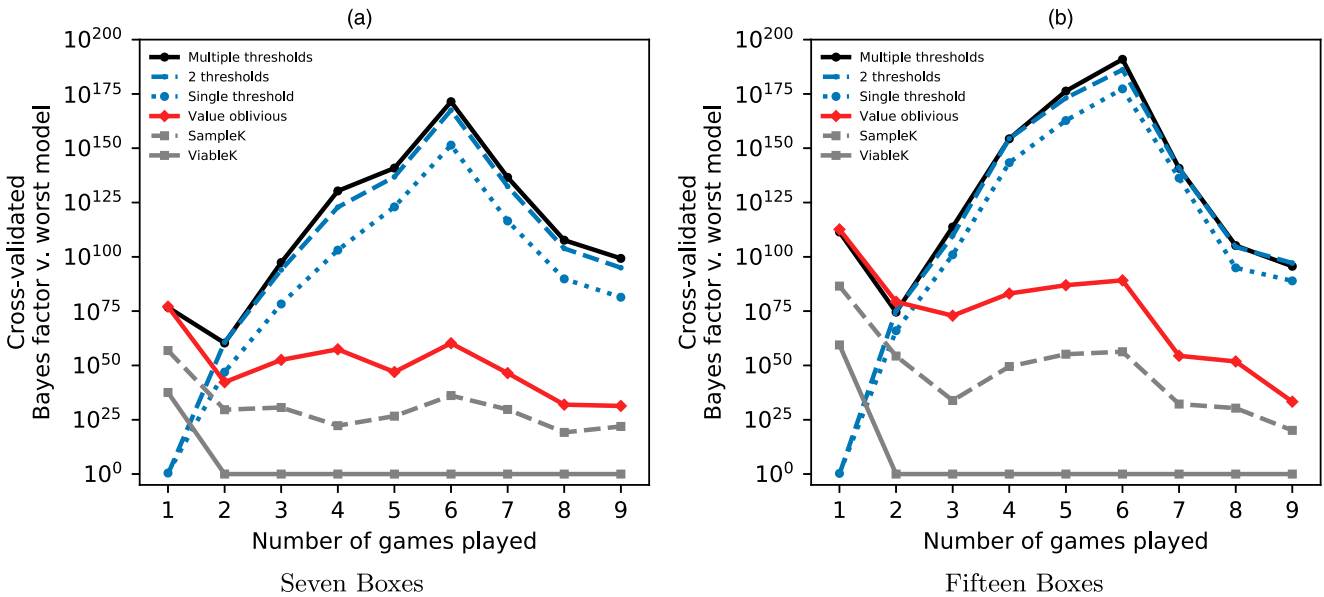 (a)
Cross-validated
Bayes factor v. worst model
10^200
10^175
10^150
10^125
10^100
10^75
10^50
10^25
10^0
Multiple thresholds
2 thresholds
Single threshold
Value oblivious
SampleK
ViableK
1 2 3 4 5 6 7 8 9
Number of games played
Seven Boxes
(b)
Cross-validated
Bayes factor v. worst model
10^200
10^175
10^150
10^125
10^100
10^75
10^50
10^25
10^0
Multiple thresholds
2 thresholds
Single threshold
Value oblivious
SampleK
ViableK
1 2 3 4 5 6 7 8 9
Number of games played
Fifteen Boxes